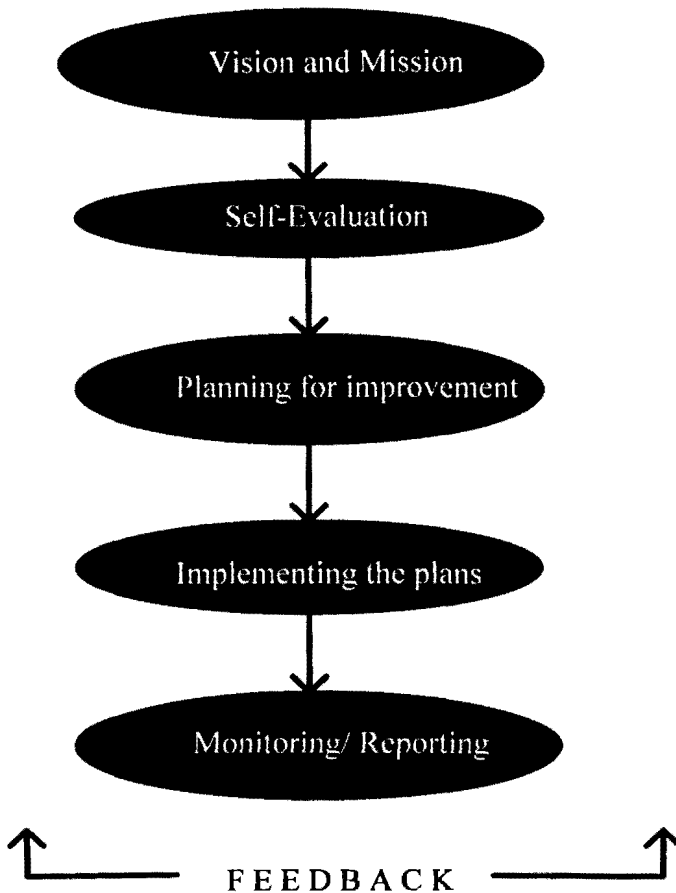 Vision and Mission
Self-Evaluation
Planning for improvement
Implementing the plans
Monitoring/ Reporting
FEEDBACK